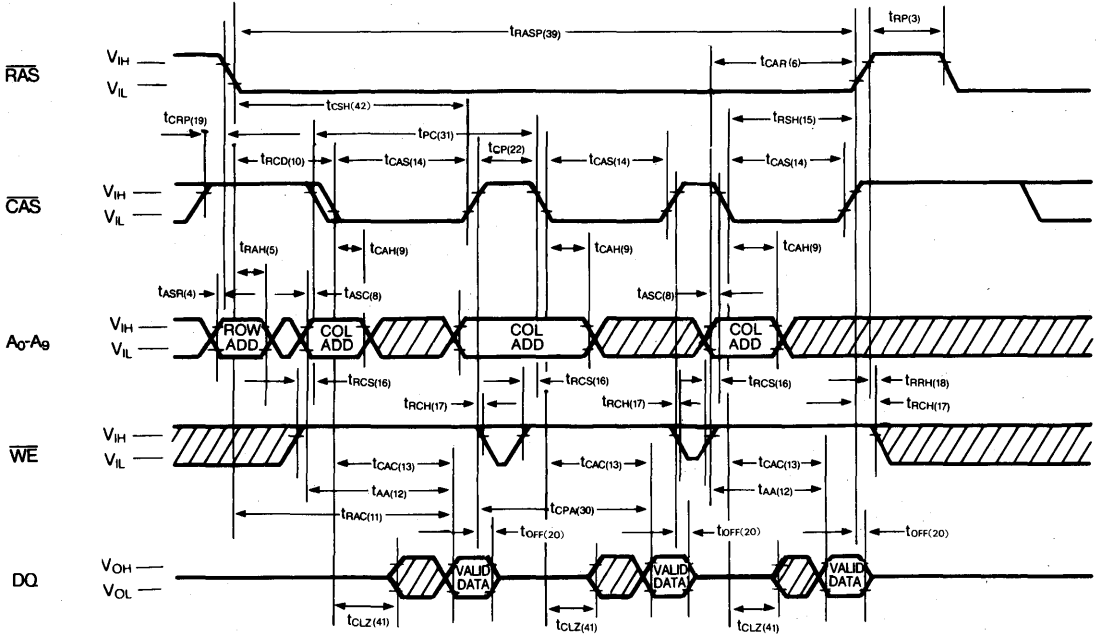 tRASP(39)
tRP(3)
RAS
VIH
VIL
tCAR(6)
tCSH(42)
tCRP(19)
tPC(31)
tRSH(15)
tRCD(10)
tCAS(14)
tCP(22)
tCAS(14)
tCAS(14)
CAS
VIH
VIL
tRAH(5)
tCAH(9)
tCAH(9)
tCAH(9)
tASR(4)
tASC(8)
tASC(8)
A0-A9
VIH
VIL
ROW ADD
COL ADD
COL ADD
COL ADD
tRCS(16)
tRCS(16)
tRCS(16)
tRRH(18)
tRCH(17)
tRCH(17)
tRCH(17)
WE
VIH
VIL
tCAC(13)
tCAC(13)
tCAC(13)
tAA(12)
tAA(12)
tRAC(11)
tCPA(30)
tOFF(20)
tOFF(20)
tOFF(20)
DQ
VOH
VOL
VALID DATA
VALID DATA
VALID DATA
tCLZ(41)
tCLZ(41)
tCLZ(41)